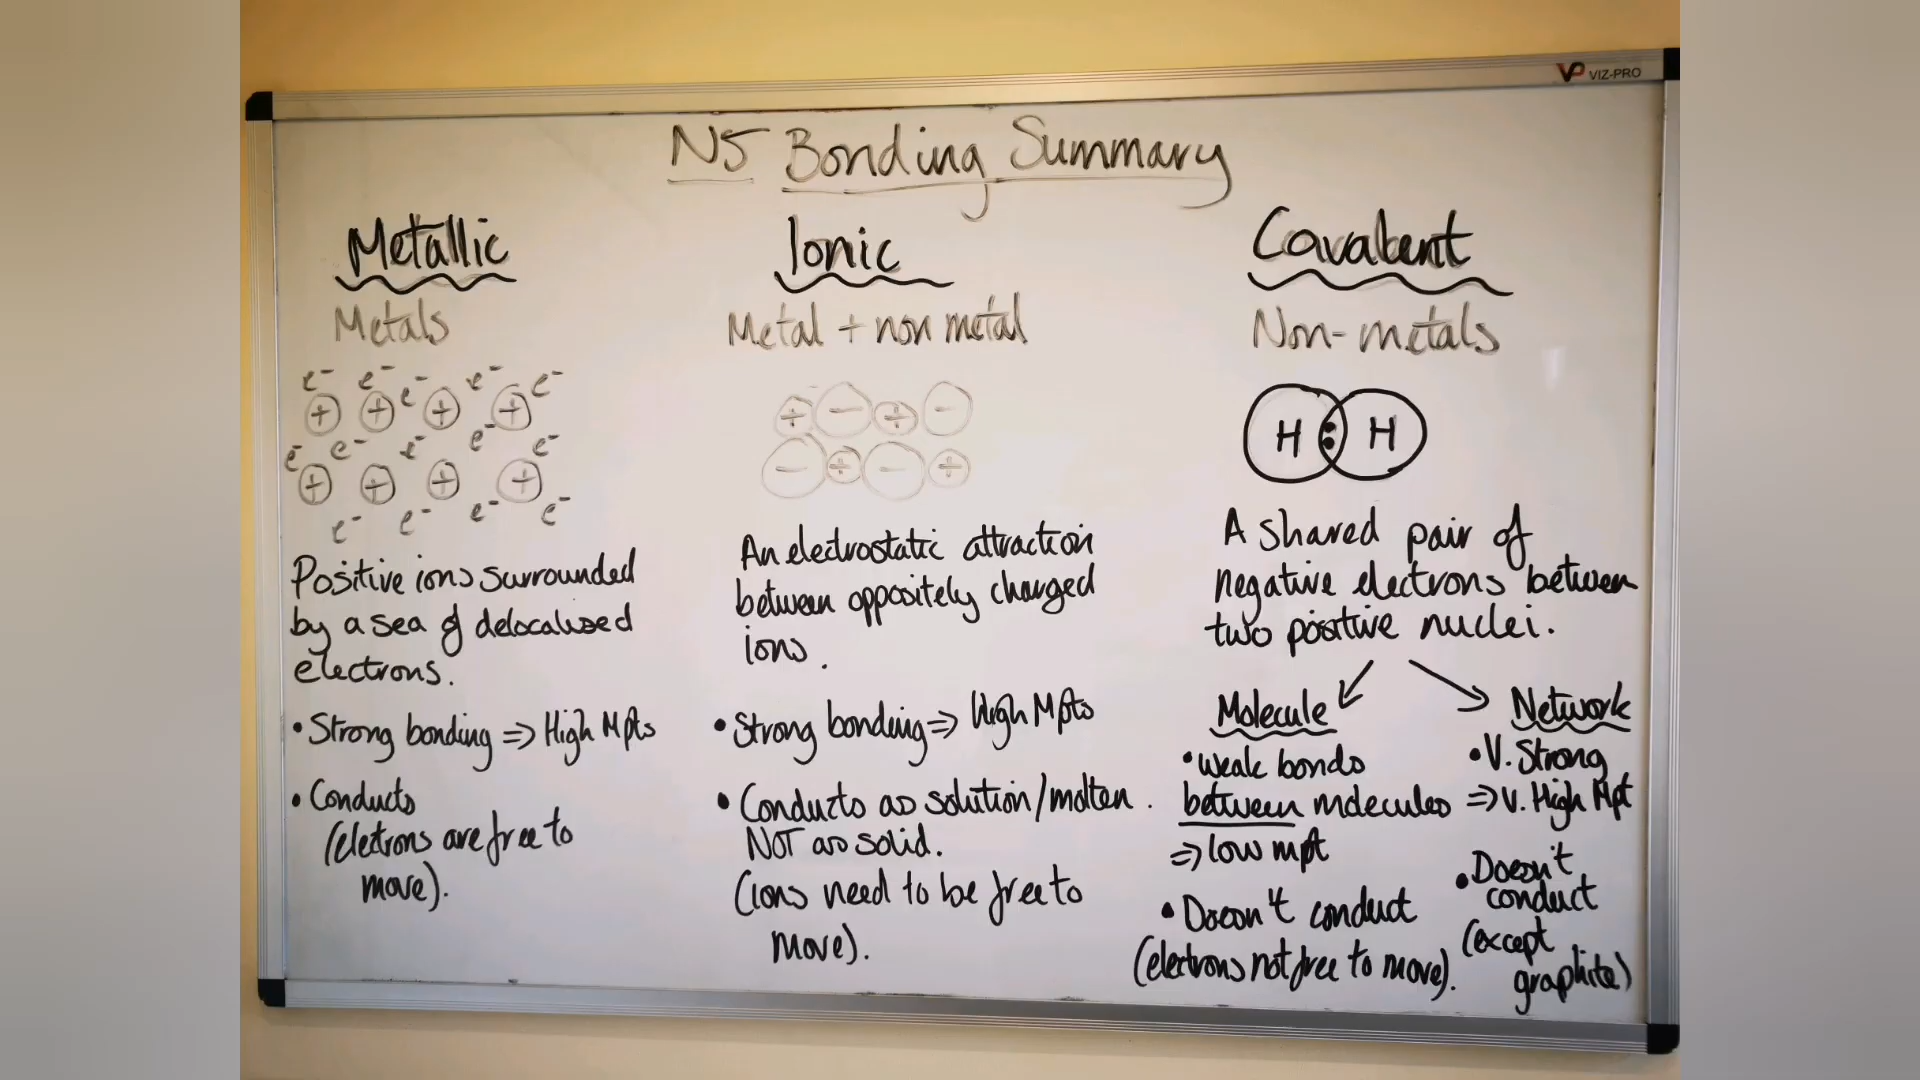 VP VIZ-PRO
N5 Bonding Summary
Metallic
Metals
e- e- e- e- e-
+ + + +
e- e- e- e- e-
+ + + +
e- e- e- e-
Positive ions surrounded
by a sea of delocalised
electrons.
• Strong bonding => High Mpts
• Conducts
(eletrons are free to
move).
Ionic
Metal + non metal
+ - + -
- + - +
An electrostatic attraction
between oppositely charged
ions.
• Strong bonding => High Mpts
• Conducts as solution/molten.
NOT as solid.
(ions need to be free to
move).
Covalent
Non-metals
H : H
A shared pair of
negative electrons between
two positive nuclei.
Molecule
• Weak bonds
between molecules
=> low mpt
• Doesn't conduct
(electrons not free to move).
Network
• V. Strong
=> V. High Mpt
• Doesn't
conduct
(except
graphite)